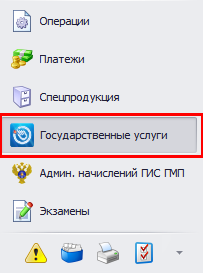 Операции
Платежи
Спецпродукция
Государственные услуги
Админ. начислений ГИС ГМП
Экзамены